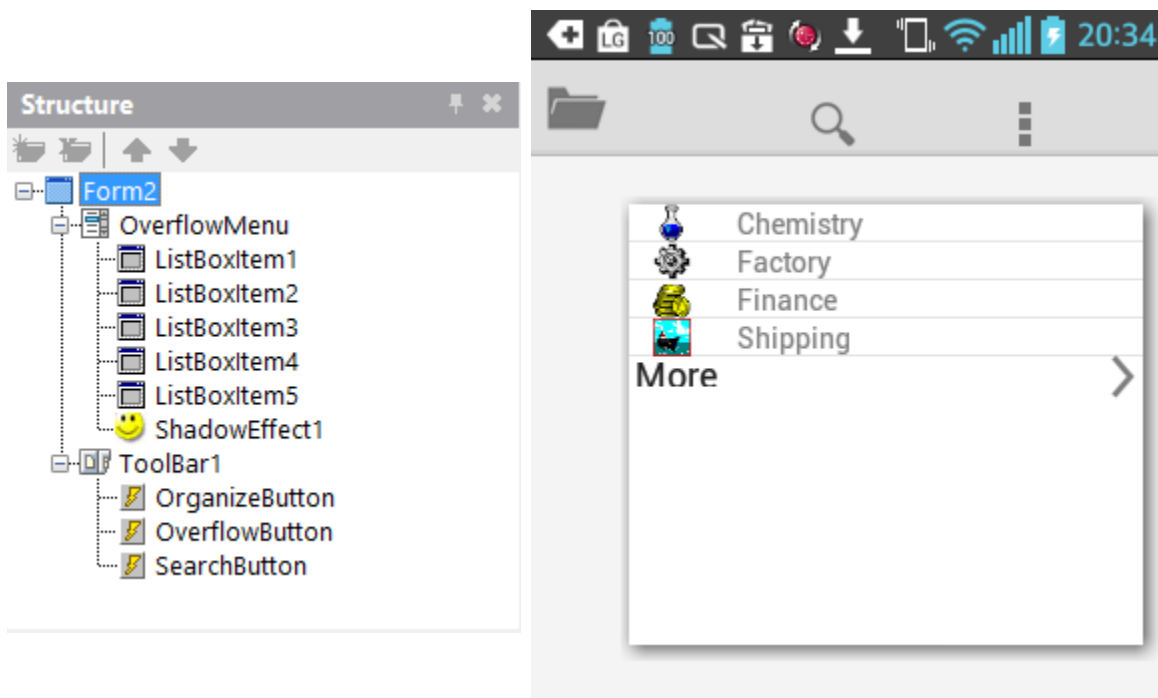 Structure
Form2
OverflowMenu
ListBoxItem1
ListBoxItem2
ListBoxItem3
ListBoxItem4
ListBoxItem5
ShadowEffect1
ToolBar1
OrganizeButton
OverflowButton
SearchButton
LG 100 20:34
Chemistry
Factory
Finance
Shipping
More